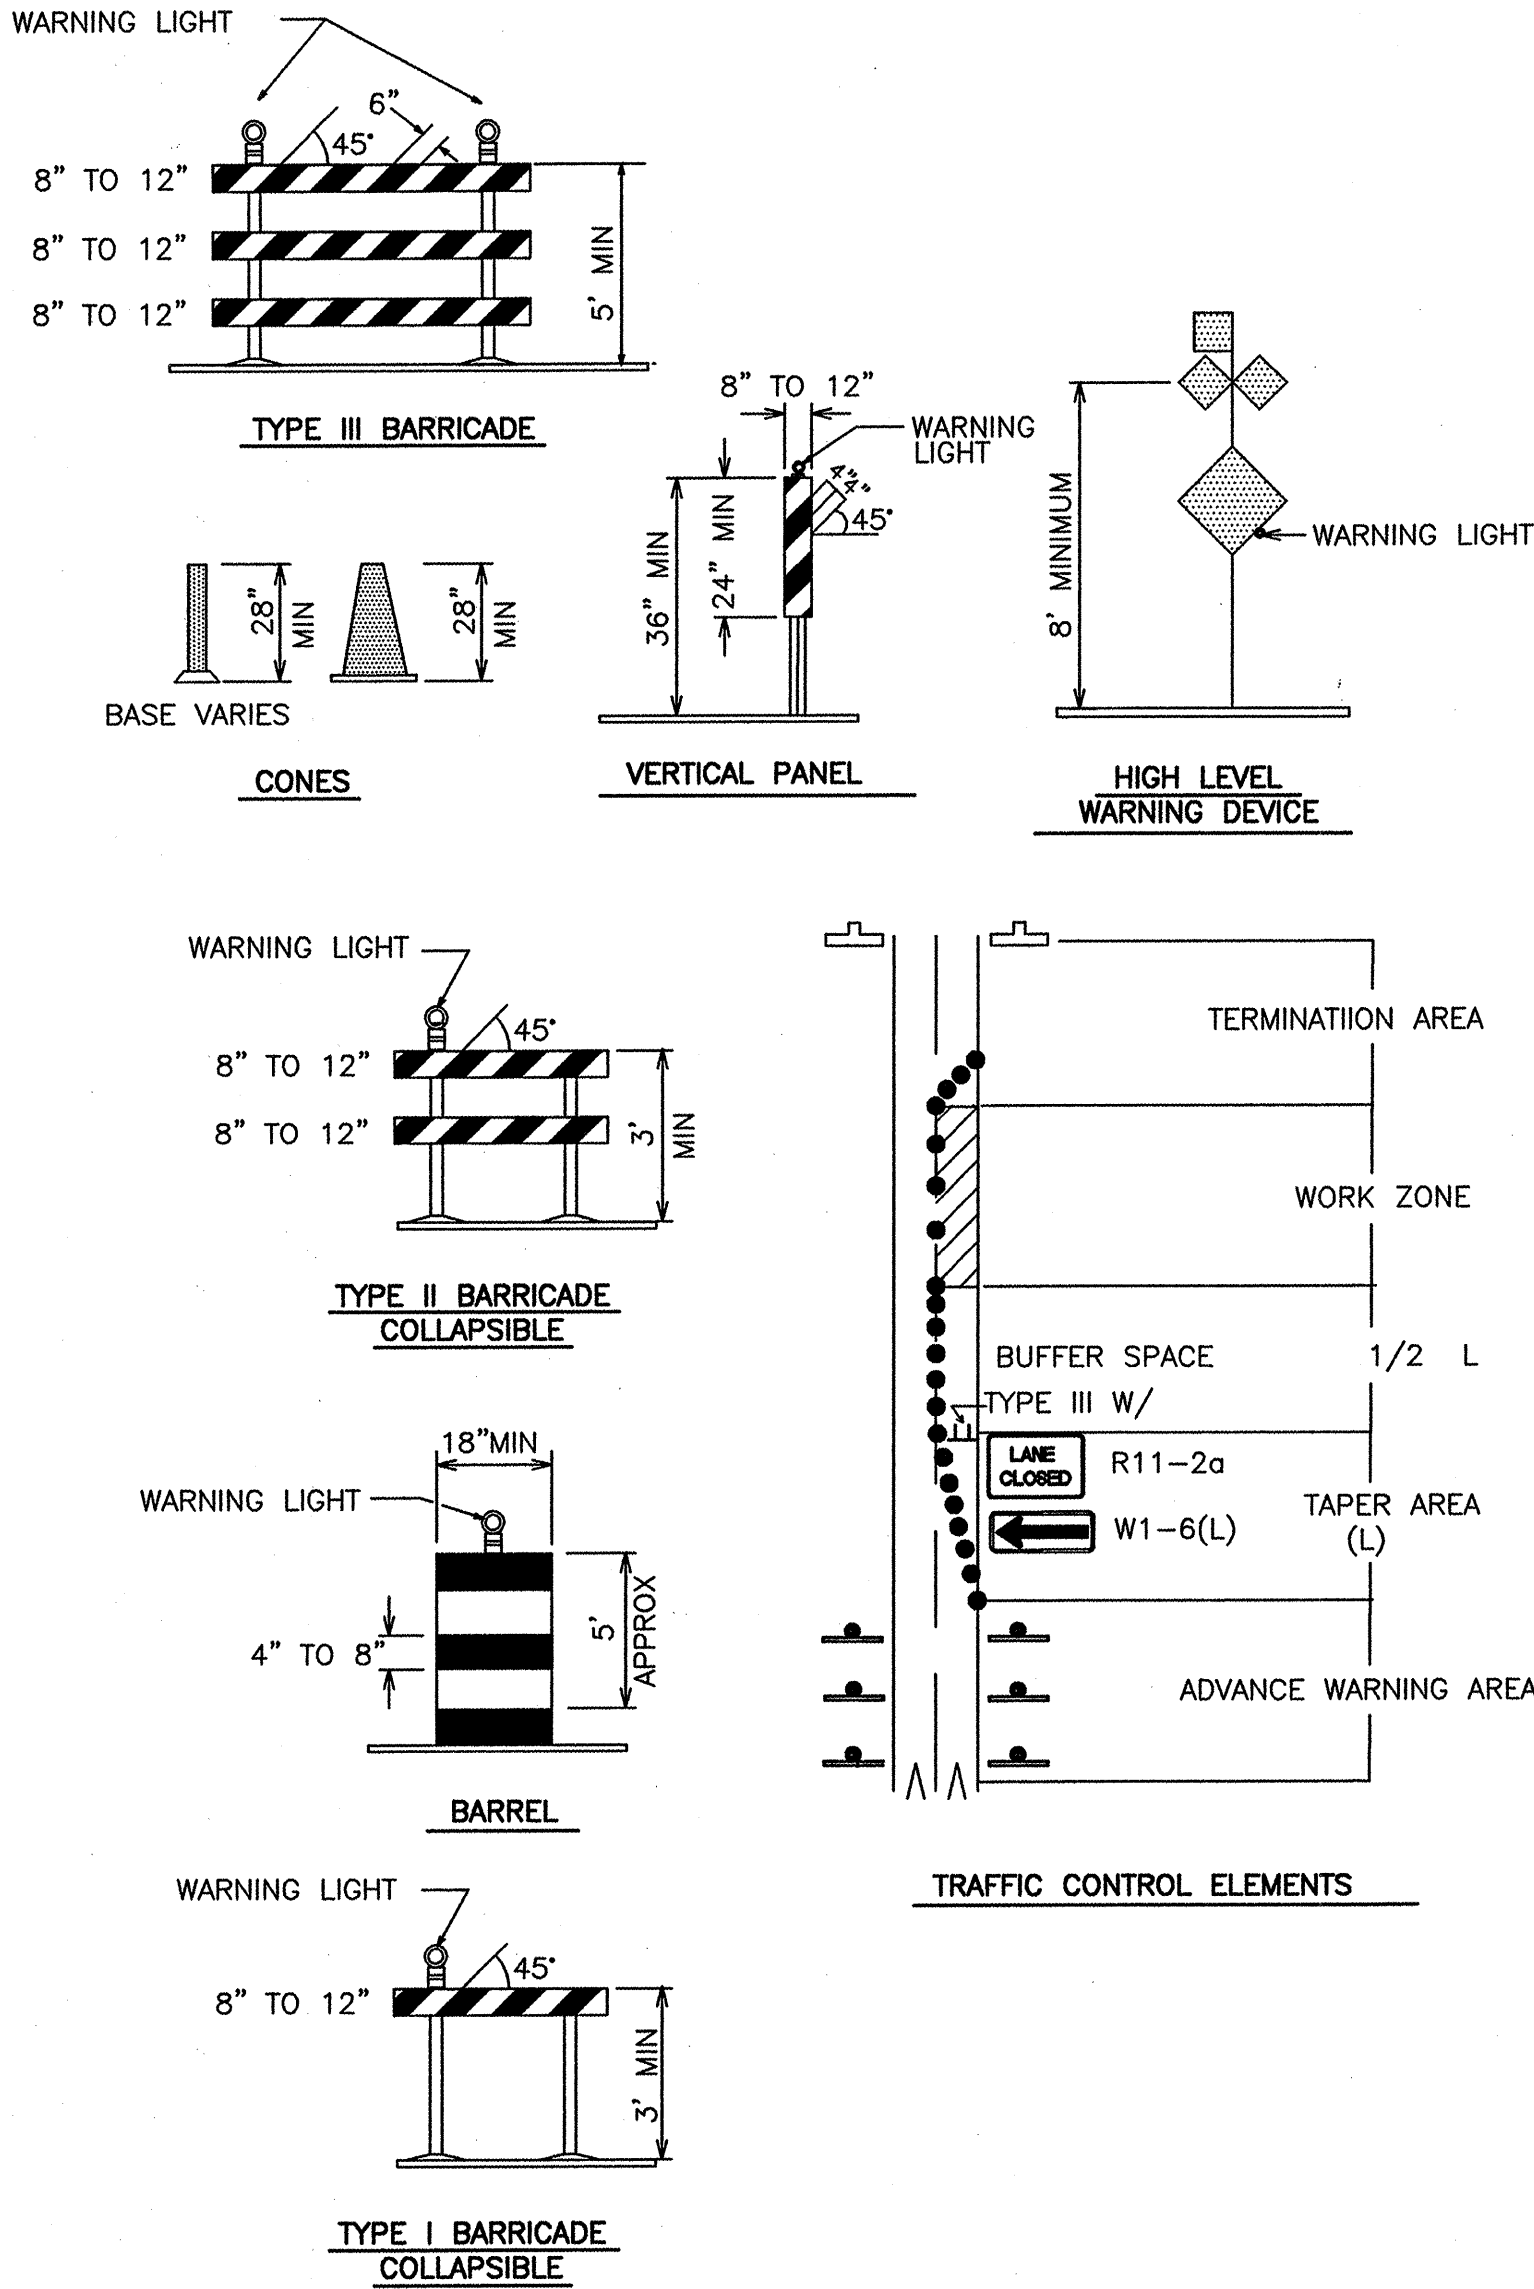 WARNING LIGHT
6”
45°
8” TO 12”
8” TO 12”
8” TO 12”
5' MIN
TYPE III BARRICADE
28”
MIN
28”
MIN
BASE VARIES
CONES
8” TO 12”
WARNING
LIGHT
4”
4”
45°
36” MIN
24” MIN
VERTICAL PANEL
8' MINIMUM
WARNING LIGHT
HIGH LEVEL
WARNING DEVICE
WARNING LIGHT
45°
8” TO 12”
8” TO 12”
3'
MIN
TYPE II BARRICADE
COLLAPSIBLE
18”MIN
WARNING LIGHT
4” TO 8”
5'
APPROX
BARREL
WARNING LIGHT
45°
8” TO 12”
3' MIN
TYPE I BARRICADE
COLLAPSIBLE
TERMINATIION AREA
WORK ZONE
BUFFER SPACE 1/2 L
TYPE III W/
LANE
CLOSED
R11-2a
TAPER AREA
(L)
W1-6(L)
ADVANCE WARNING AREA
TRAFFIC CONTROL ELEMENTS